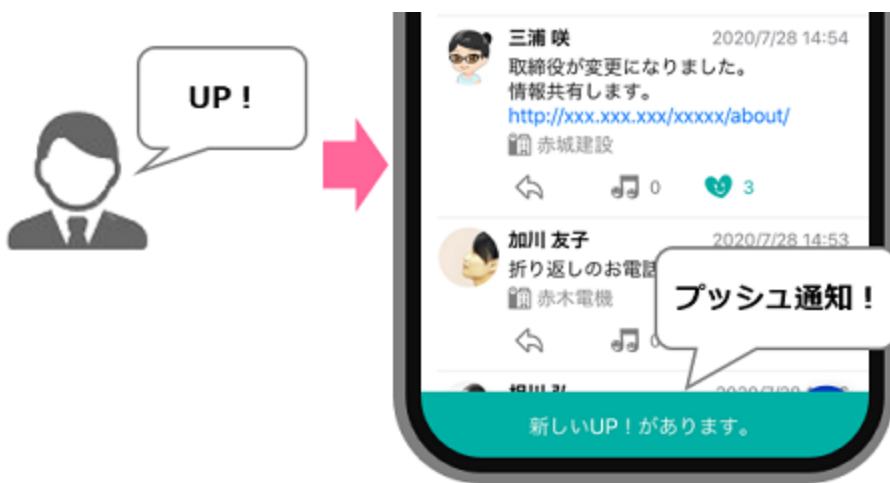 UP！
三浦 咲
2020/7/28 14:54
取締役が変更になりました。
情報共有します。
http://xxx.xxx.xxx/xxxxx/about/
赤城建設
0
3
加川 友子
2020/7/28 14:53
折り返しのお電話
赤木電機
プッシュ通知！
新しいUP！があります。